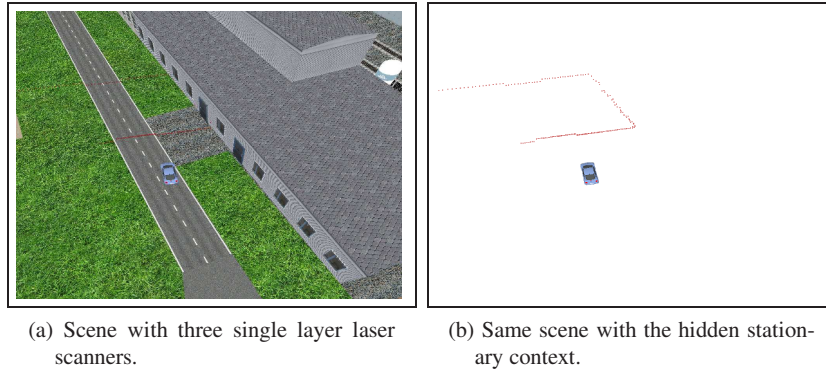 (a) Scene with three single layer laser
scanners.
(b) Same scene with the hidden station-
ary context.